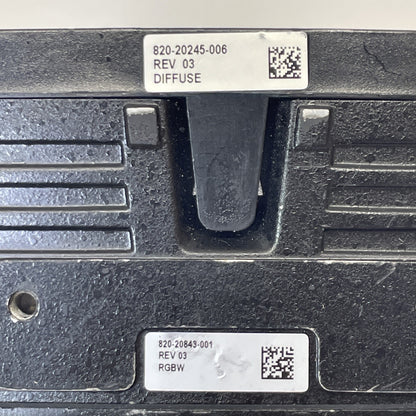 820-20245-006
REV 03
DIFFUSE
820-20843-001
REV 03
RGBW